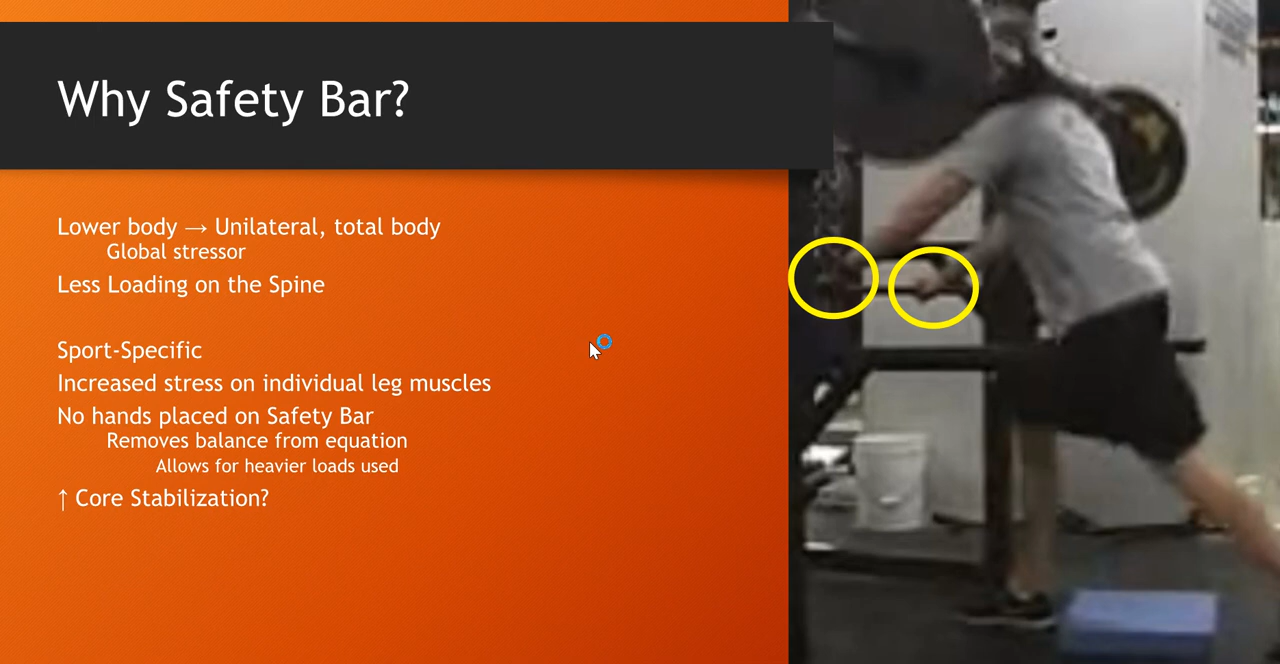 Why Safety Bar?
Lower body → Unilateral, total body
Global stressor
Less Loading on the Spine
Sport-Specific
Increased stress on individual leg muscles
No hands placed on Safety Bar
Removes balance from equation
Allows for heavier loads used
↑ Core Stabilization?